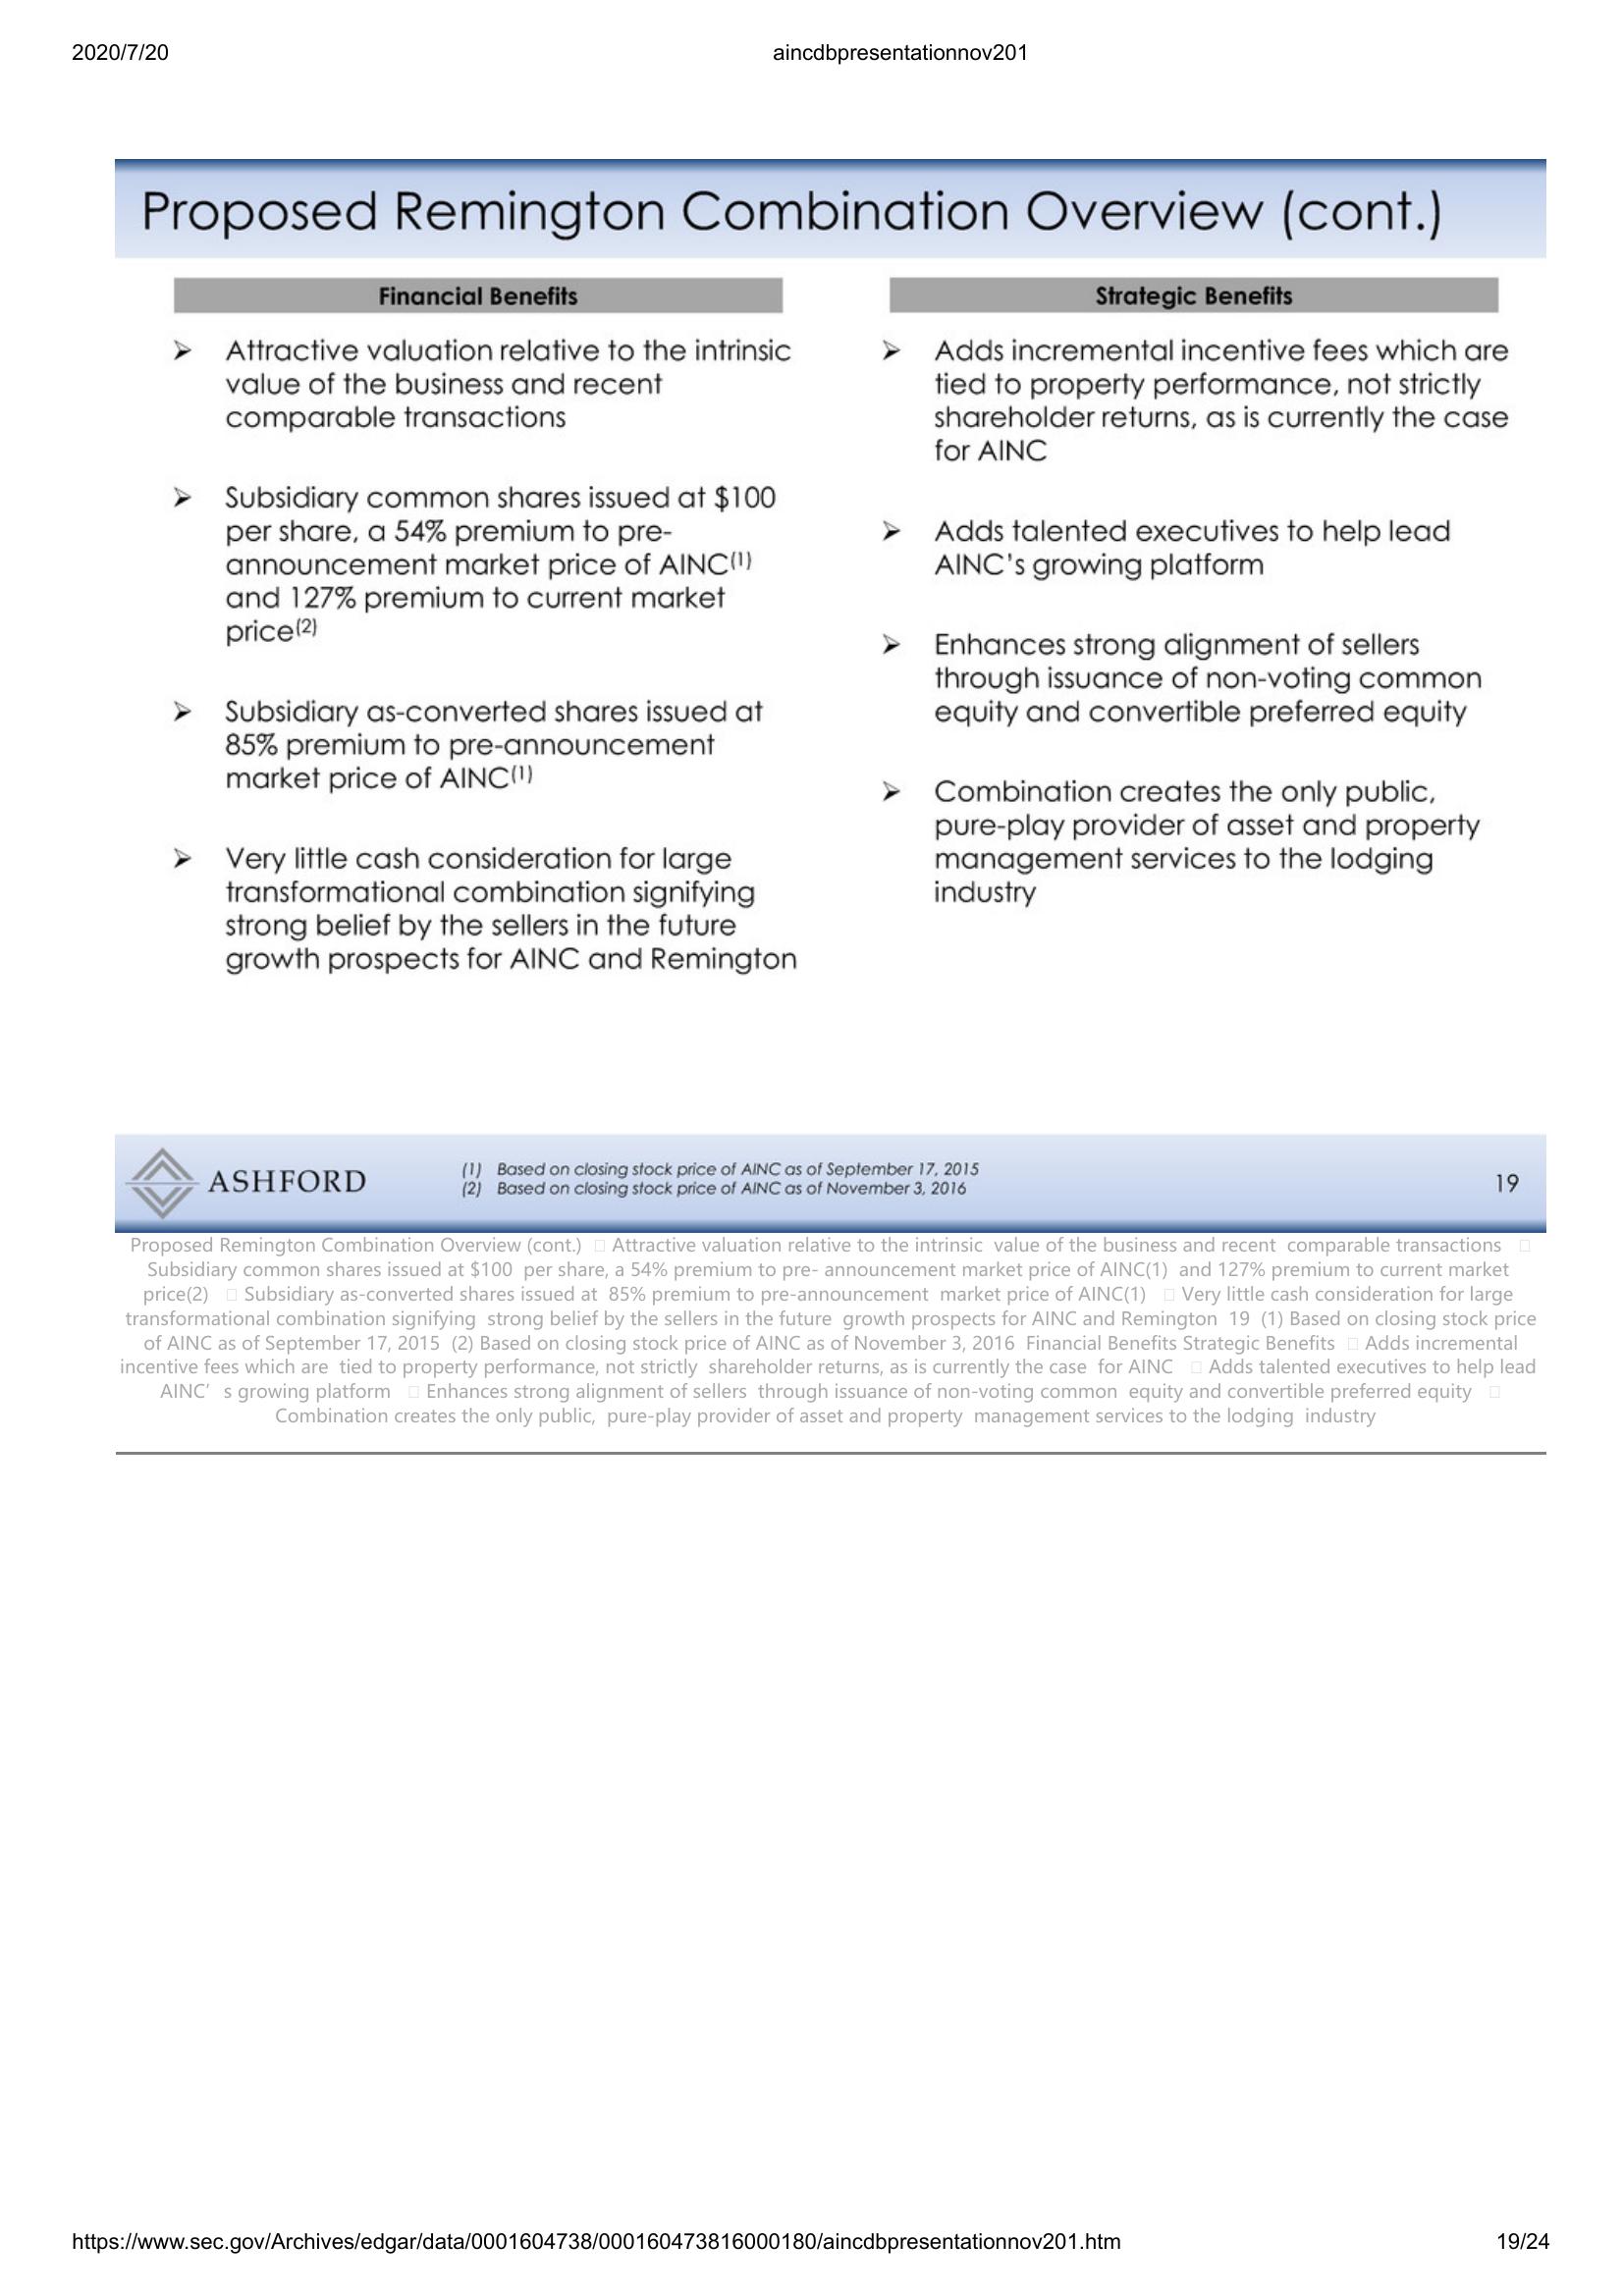 2020/7/20
aincdbpresentationnov201
Proposed Remington Combination Overview (cont.)
Financial Benefits
➢ Attractive valuation relative to the intrinsic
value of the business and recent
comparable transactions
➢ Subsidiary common shares issued at $100
per share, a 54% premium to pre-
announcement market price of AINC(1)
and 127% premium to current market
price(2)
➢ Subsidiary as-converted shares issued at
85% premium to pre-announcement
market price of AINC(1)
➢ Very little cash consideration for large
transformational combination signifying
strong belief by the sellers in the future
growth prospects for AINC and Remington
Strategic Benefits
➢ Adds incremental incentive fees which are
tied to property performance, not strictly
shareholder returns, as is currently the case
for AINC
➢ Adds talented executives to help lead
AINC’s growing platform
➢ Enhances strong alignment of sellers
through issuance of non-voting common
equity and convertible preferred equity
➢ Combination creates the only public,
pure-play provider of asset and property
management services to the lodging
industry
ASHFORD
(1) Based on closing stock price of AINC as of September 17, 2015
(2) Based on closing stock price of AINC as of November 3, 2016
19
Proposed Remington Combination Overview (cont.) □ Attractive valuation relative to the intrinsic value of the business and recent comparable transactions □
Subsidiary common shares issued at $100 per share, a 54% premium to pre- announcement market price of AINC(1) and 127% premium to current market
price(2) □ Subsidiary as-converted shares issued at 85% premium to pre-announcement market price of AINC(1) □ Very little cash consideration for large
transformational combination signifying strong belief by the sellers in the future growth prospects for AINC and Remington 19 (1) Based on closing stock price
of AINC as of September 17, 2015 (2) Based on closing stock price of AINC as of November 3, 2016 Financial Benefits Strategic Benefits □ Adds incremental
incentive fees which are tied to property performance, not strictly shareholder returns, as is currently the case for AINC □ Adds talented executives to help lead
AINC’ s growing platform □ Enhances strong alignment of sellers through issuance of non-voting common equity and convertible preferred equity □
Combination creates the only public, pure-play provider of asset and property management services to the lodging industry
https://www.sec.gov/Archives/edgar/data/0001604738/000160473816000180/aincdbpresentationnov201.htm
19/24